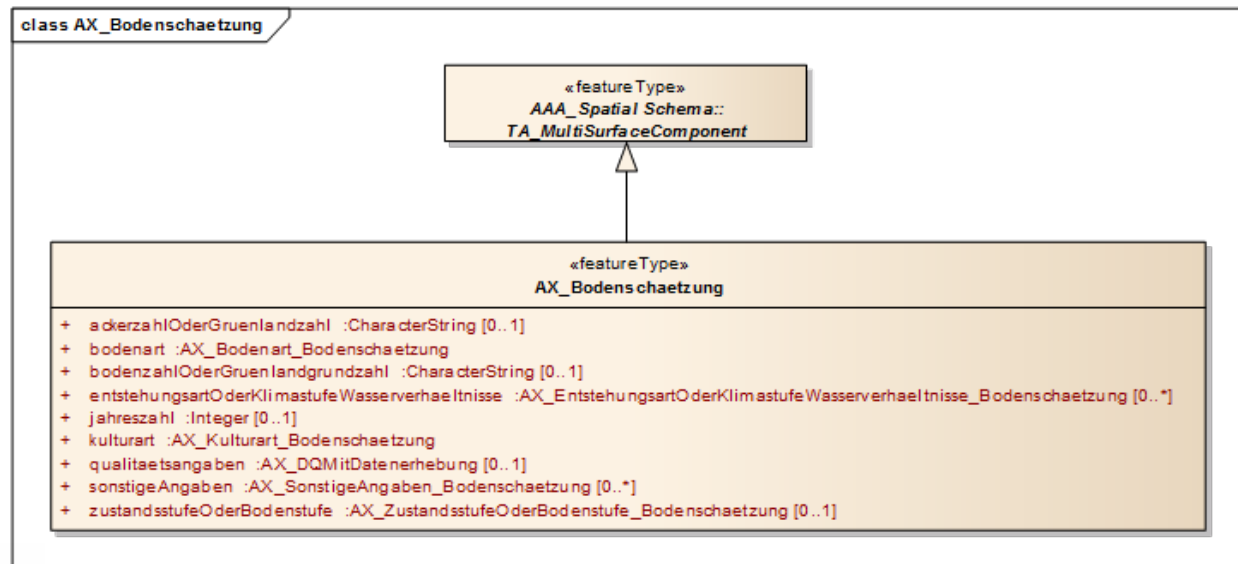 class AX_Bodenschaetzung
«featureType»
AAA_Spatial Schema::
TA_MultiSurfaceComponent
«featureType»
AX_Bodenschaetzung
+ ackerzahlOderGruenlandzahl :CharacterString [0..1]
+ bodenart :AX_Bodenart_Bodenschaetzung
+ bodenzahlOderGruenlandgrundzahl :CharacterString [0..1]
+ entstehungsartOderKlimastufeWasserverhaeltnisse :AX_EntstehungsartOderKlimastufeWasserverhaeltnisse_Bodenschaetzung [0..*]
+ jahreszahl :Integer [0..1]
+ kulturart :AX_Kulturart_Bodenschaetzung
+ qualitaetsangaben :AX_DQMitDatenerhebung [0..1]
+ sonstigeAngaben :AX_SonstigeAngaben_Bodenschaetzung [0..*]
+ zustandsstufeOderBodenstufe :AX_ZustandsstufeOderBodenstufe_Bodenschaetzung [0..1]